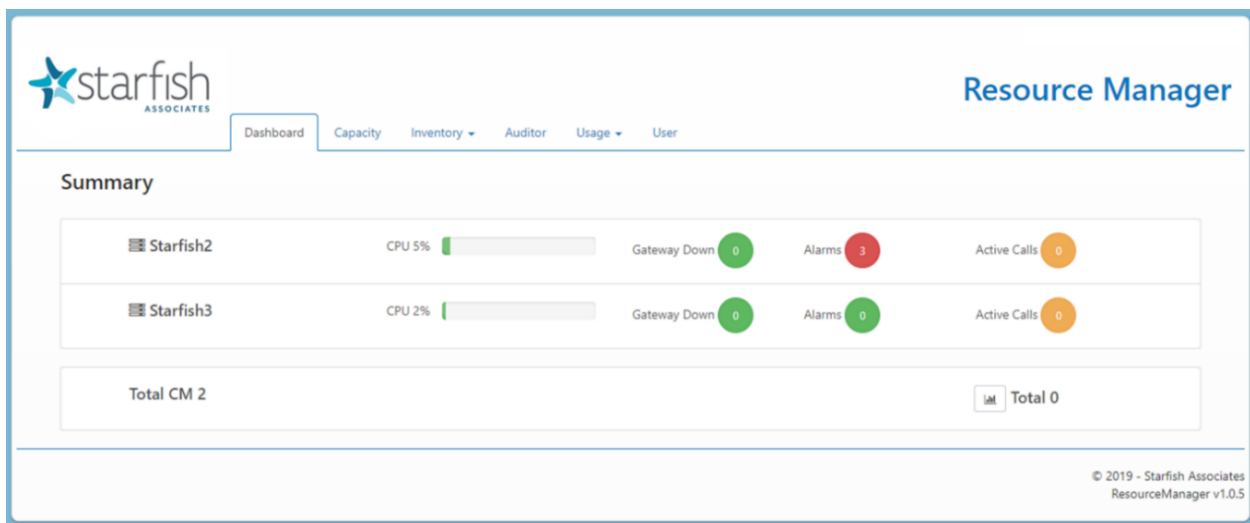 starfish
ASSOCIATES
Resource Manager
Dashboard Capacity Inventory Auditor Usage User
Summary
Starfish2 CPU 5% Gateway Down 0 Alarms 3 Active Calls 0
Starfish3 CPU 2% Gateway Down 0 Alarms 0 Active Calls 0
Total CM 2 Total 0
© 2019 - Starfish Associates
ResourceManager v1.0.5